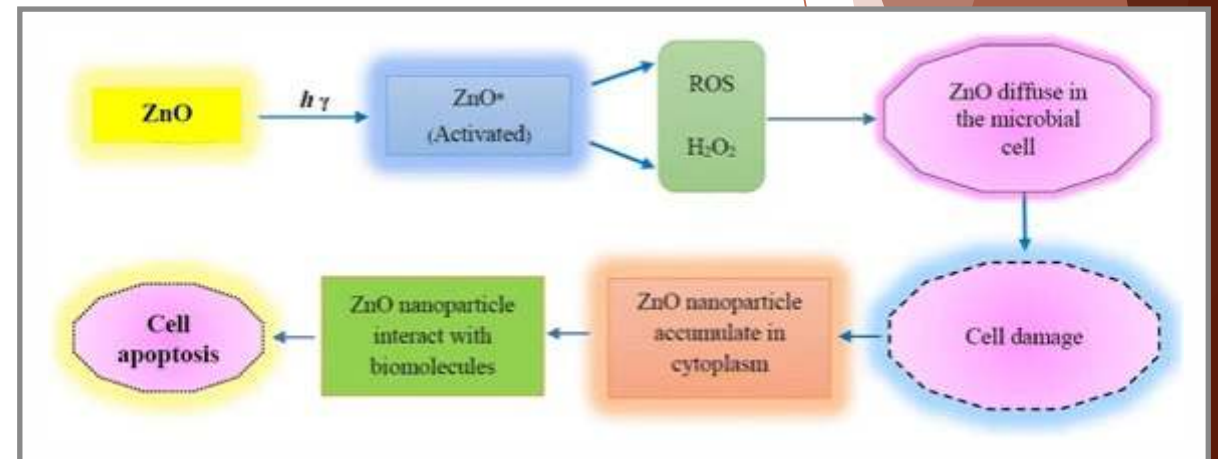 ZnO
h γ
ZnO*
(Activated)
ROS
H₂O₂
ZnO diffuse in
the microbial
cell
Cell damage
ZnO nanoparticle
accumulate in
cytoplasm
ZnO nanoparticle
interact with
biomolecules
Cell
apoptosis